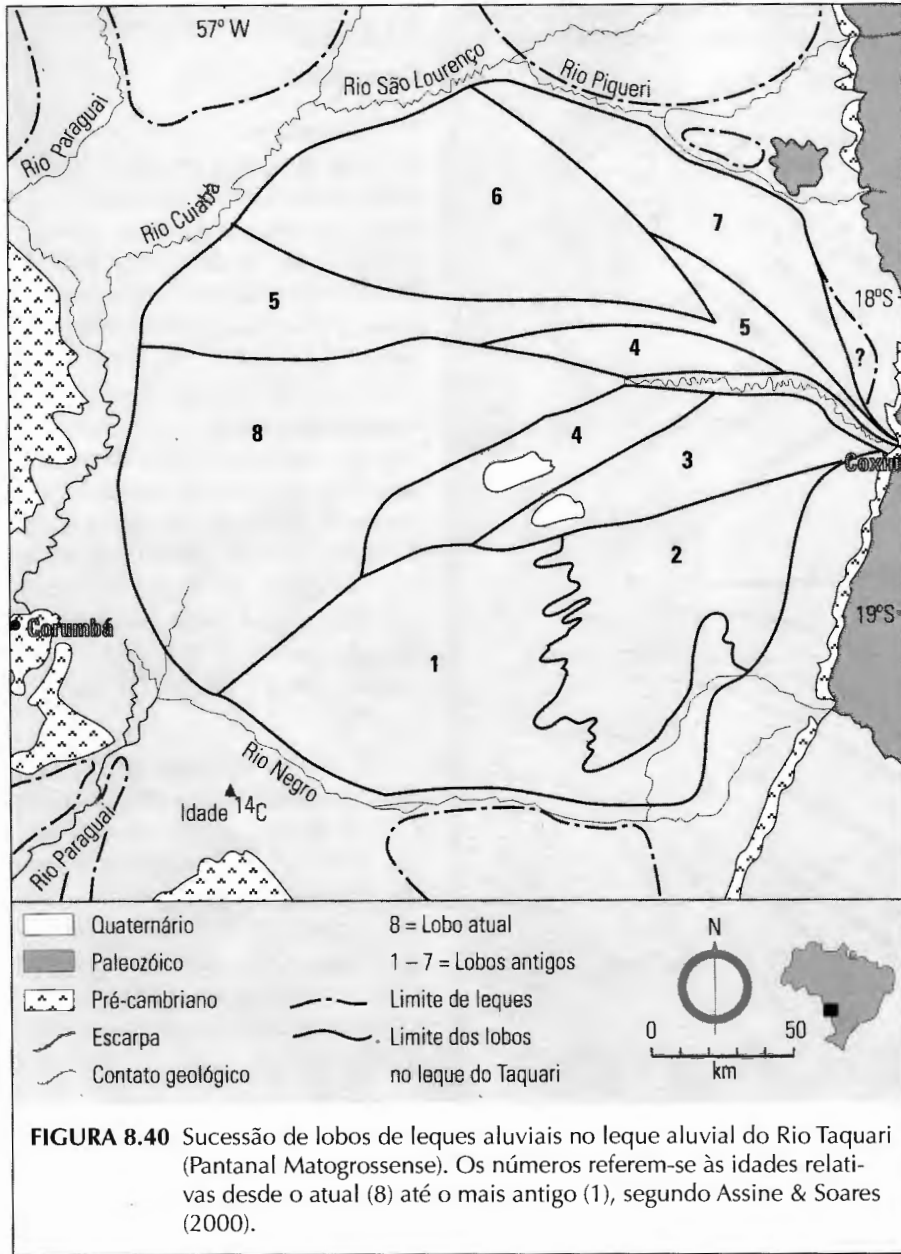 57º W
Rio São Lourenço
Rio Piqueri
Rio Paraguai
Rio Cuiabá
6
7
5
5
18ºS
?
4
8
4
3
Coxim
2
19ºS
Corumbá
1
Rio Negro
Idade ¹⁴C
Rio Paraguai
Quaternário
Paleozóico
Pré-cambriano
Escarpa
Contato geológico
8 = Lobo atual
1 – 7 = Lobos antigos
Limite de leques
Limite dos lobos
no leque do Taquari
N
0 50
km
FIGURA 8.40 Sucessão de lobos de leques aluviais no leque aluvial do Rio Taquari
(Pantanal Matogrossense). Os números referem-se às idades relati-
vas desde o atual (8) até o mais antigo (1), segundo Assine & Soares
(2000).